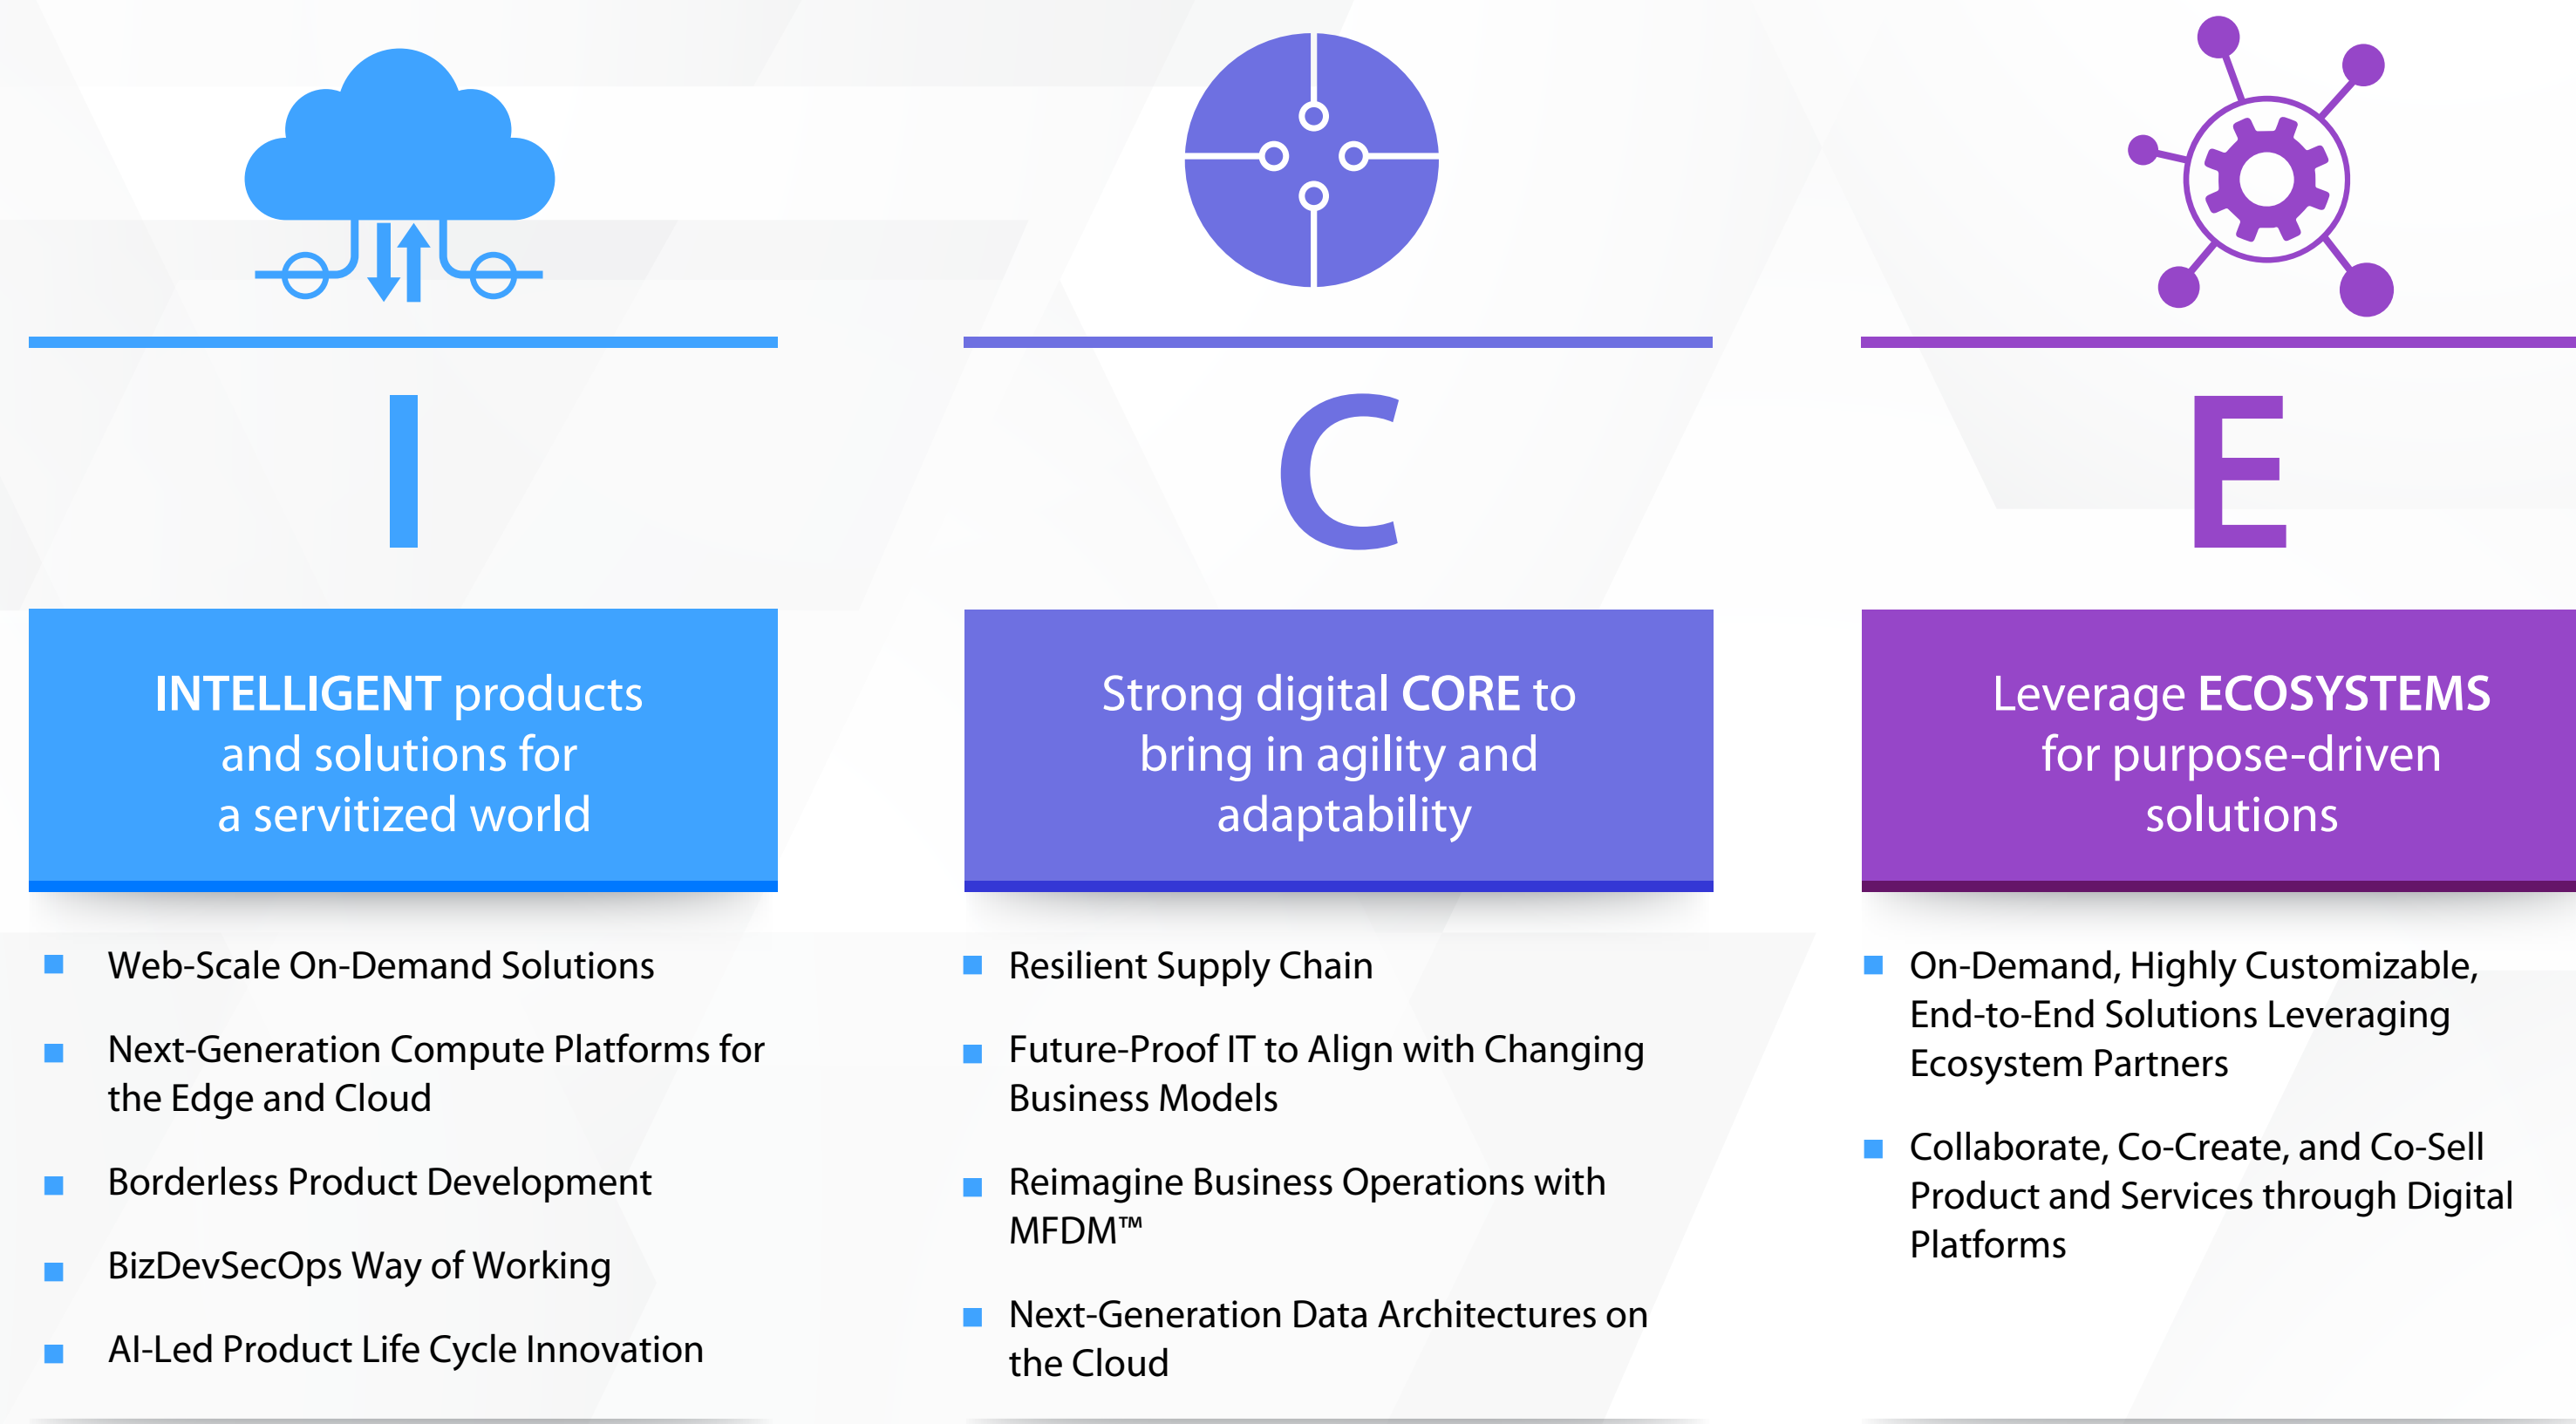 I
INTELLIGENT products
and solutions for
a servitized world
Web-Scale On-Demand Solutions
Next-Generation Compute Platforms for
the Edge and Cloud
Borderless Product Development
BizDevSecOps Way of Working
AI-Led Product Life Cycle Innovation
C
Strong digital CORE to
bring in agility and
adaptability
Resilient Supply Chain
Future-Proof IT to Align with Changing
Business Models
Reimagine Business Operations with
MFDM™
Next-Generation Data Architectures on
the Cloud
E
Leverage ECOSYSTEMS
for purpose-driven
solutions
On-Demand, Highly Customizable,
End-to-End Solutions Leveraging
Ecosystem Partners
Collaborate, Co-Create, and Co-Sell
Product and Services through Digital
Platforms